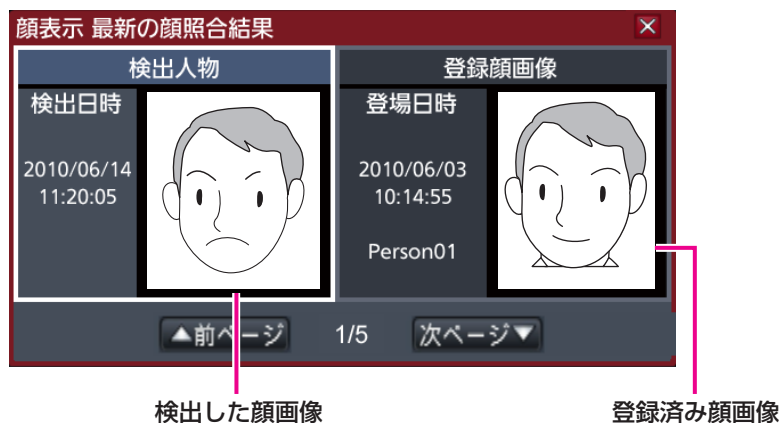 顔表示 最新の顔照合結果
検出人物
検出日時
2010/06/14
11:20:05
登録顔画像
登場日時
2010/06/03
10:14:55
Person01
▲前ページ
1/5
次ページ▼
検出した顔画像
登録済み顔画像